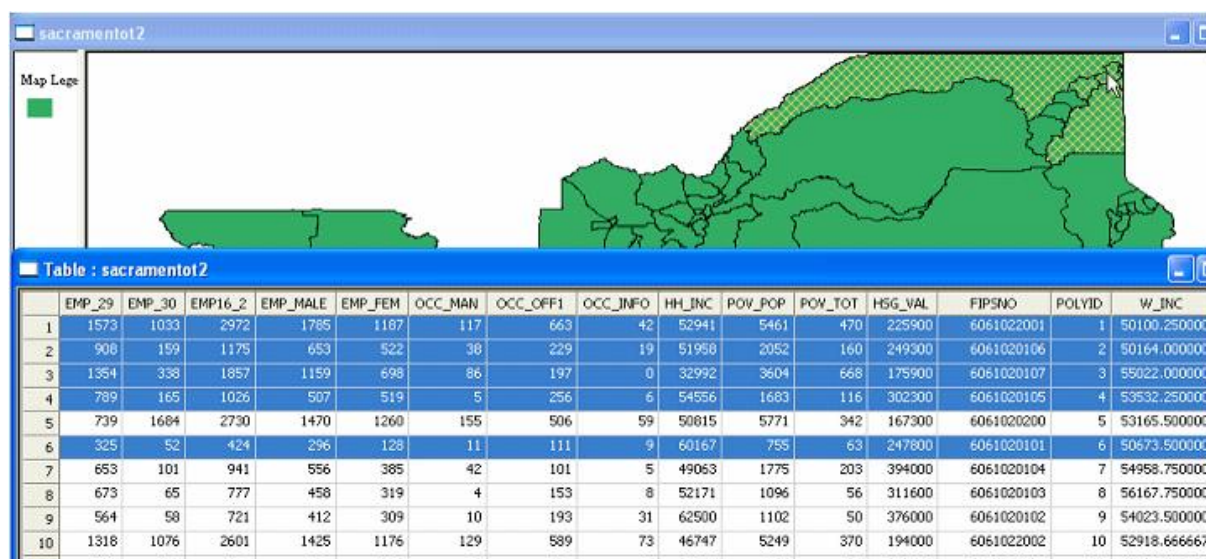 sacramentot2
Map Lege
Table : sacramentot2
EMP_29 EMP_30 EMP16_2 EMP_MALE EMP_FEM OCC_MAN OCC_OFF1 OCC_INFO HH_INC POV_POP POV_TOT HSG_VAL FIPSNO POLYID W_INC
1 1573 1033 2972 1785 1187 117 663 42 52941 5461 470 225900 6061022001 1 50100.250000
2 908 159 1175 653 522 38 229 19 51958 2052 160 249300 6061020106 2 50164.000000
3 1354 338 1857 1159 698 86 197 0 32992 3604 668 175900 6061020107 3 55022.000000
4 789 165 1026 507 519 5 256 6 54556 1683 116 302300 6061020105 4 53532.250000
5 739 1684 2730 1470 1260 155 506 59 50815 5771 342 167300 6061020200 5 53165.500000
6 325 52 424 296 128 11 111 9 60167 755 63 247800 6061020101 6 50673.500000
7 653 101 941 556 385 42 101 5 49063 1775 203 394000 6061020104 7 54958.750000
8 673 65 777 458 319 4 153 8 52171 1096 56 311600 6061020103 8 56167.750000
9 564 58 721 412 309 10 193 31 62500 1102 50 376000 6061020102 9 54023.500000
10 1318 1076 2601 1425 1176 129 589 73 46747 5249 370 194000 6061022002 10 52918.666667